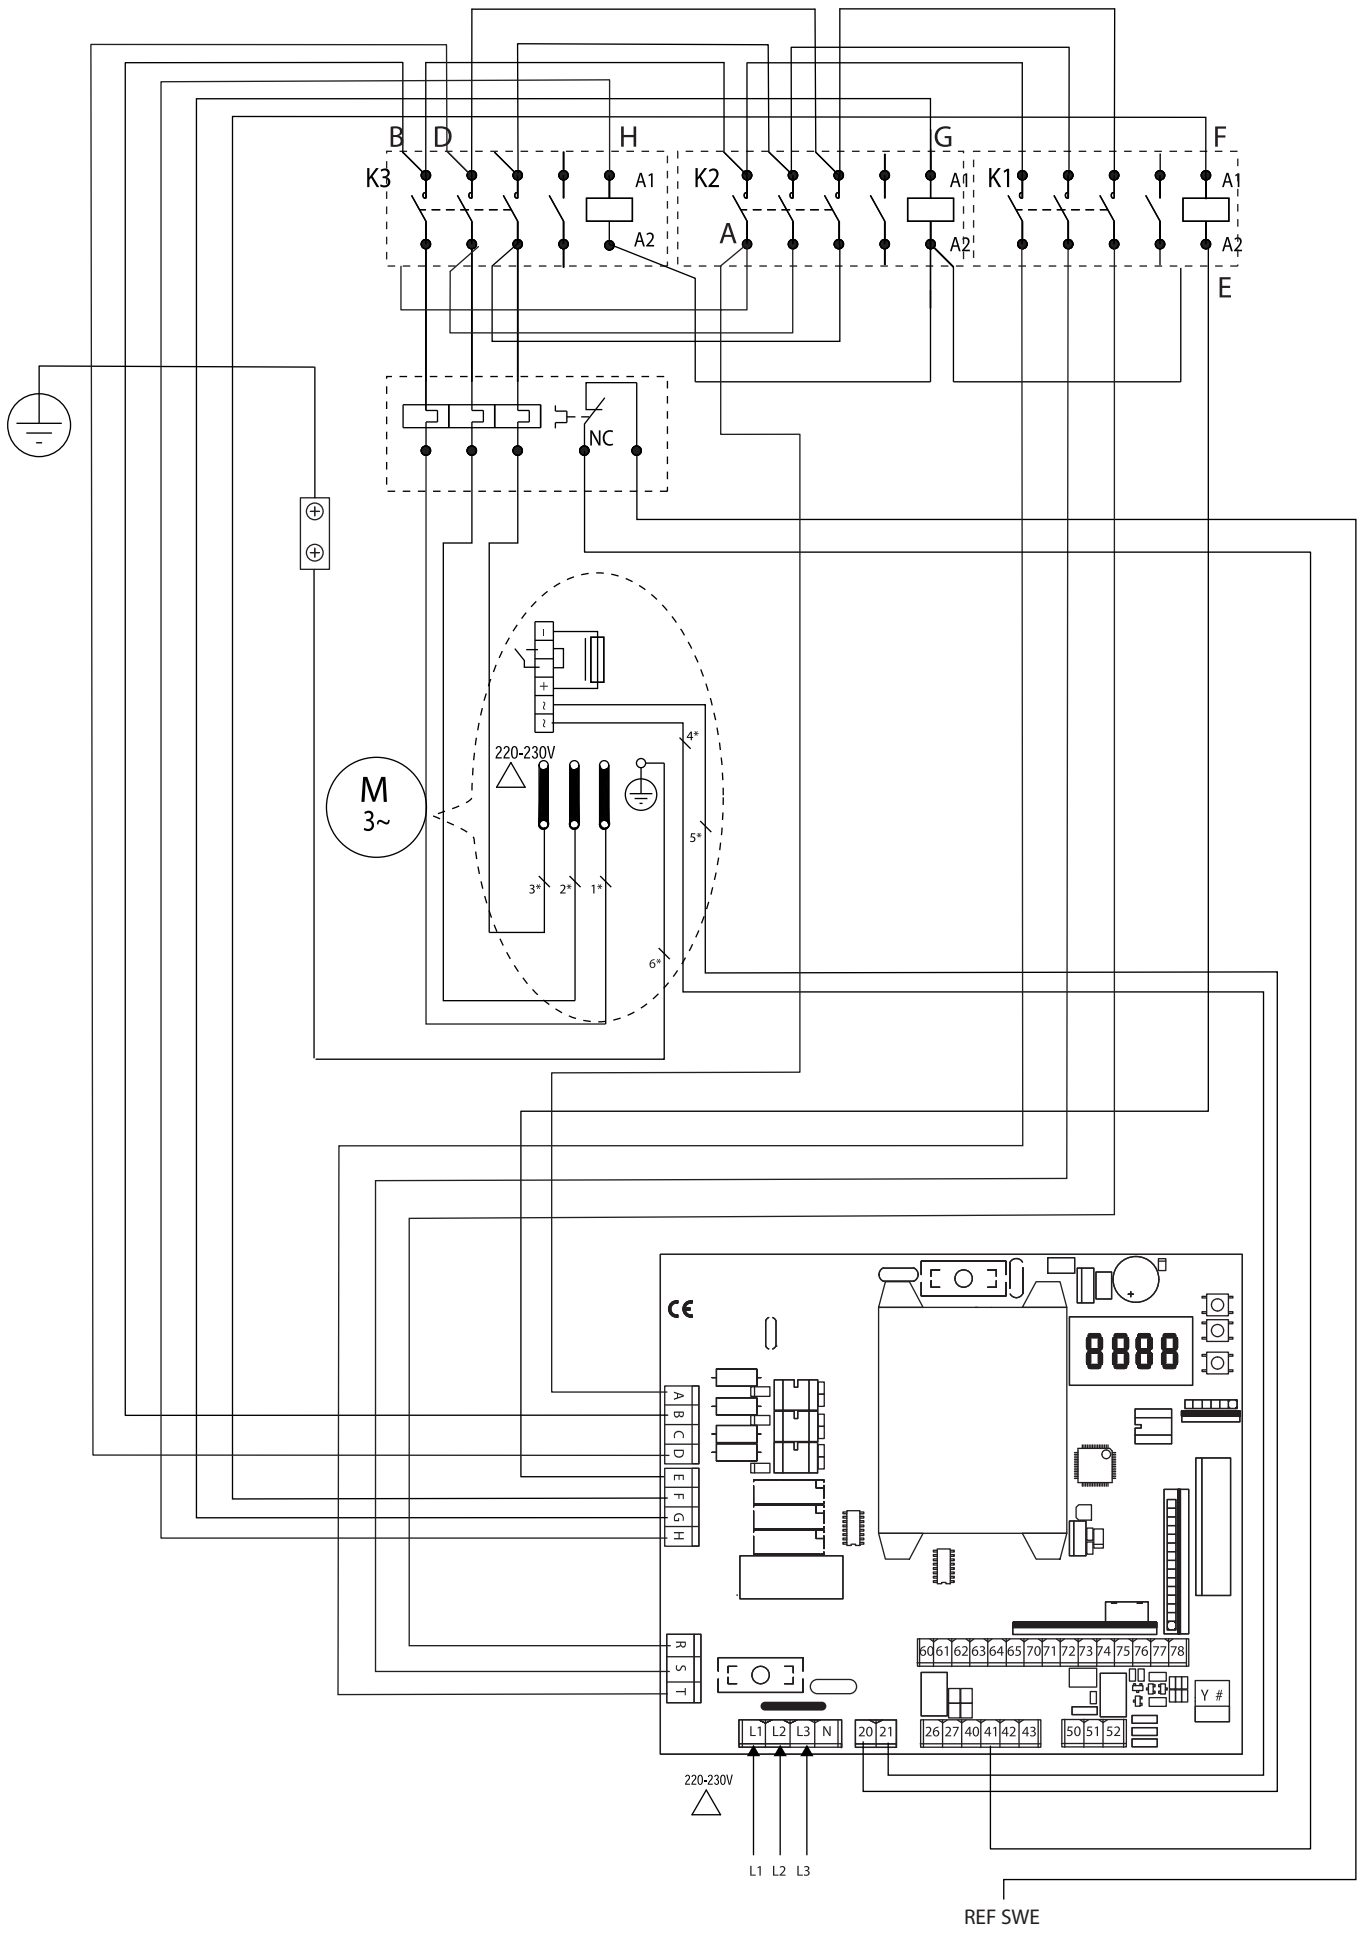 B D H G F
K3 A1 K2 A1 K1 A1
A2 A A2 A2
E
NC
−
+
~
~
4*
220-230V
M
3~
5*
3* 2* 1*
6*
CE
+
8888
A
B
C
D
E
F
G
H
R
S
T
60 61 62 63 64 65 70 71 72 73 74 75 76 77 78
Y #
L1 L2 L3 N 20 21 26 27 40 41 42 43 50 51 52
220-230V
L1 L2 L3
REF SWE